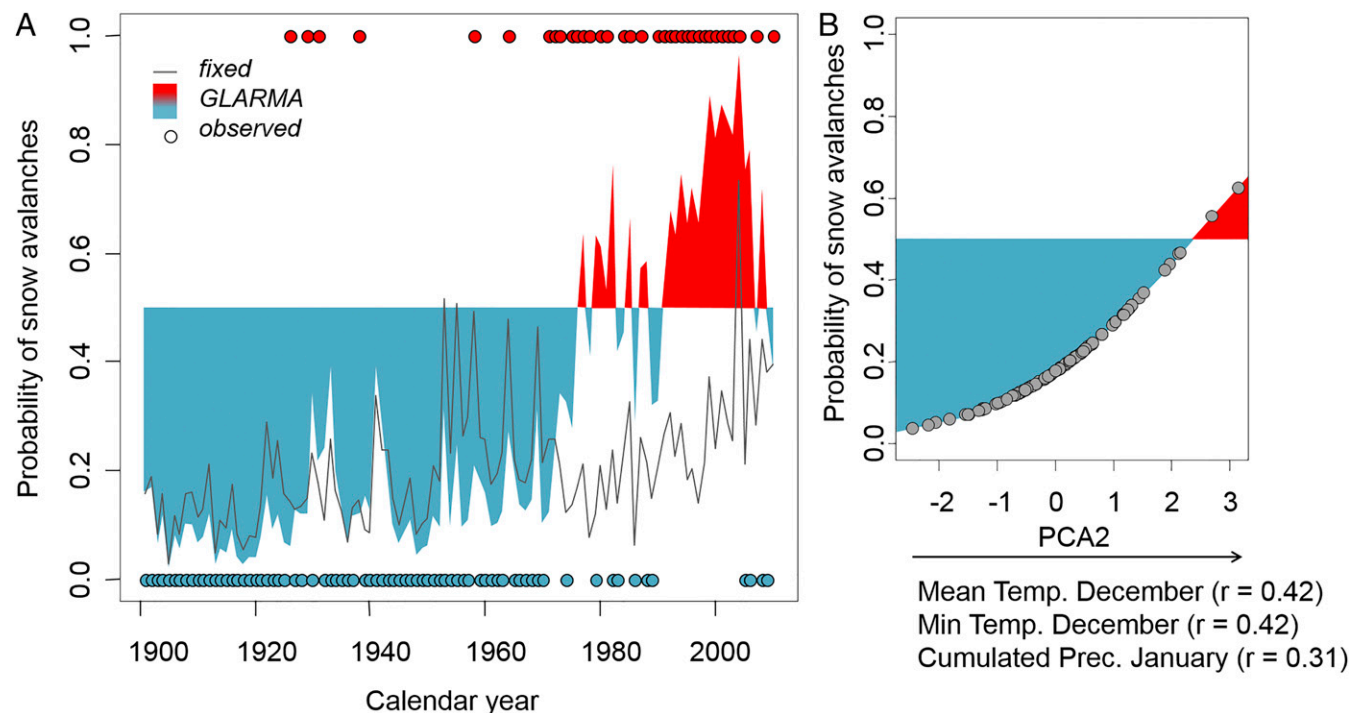 A
Probability of snow avalanches
1.0
0.8
0.6
0.4
0.2
0.0
fixed
GLARMA
observed
1900 1920 1940 1960 1980 2000
Calendar year
B
Probability of snow avalanches
1.0
0.8
0.6
0.4
0.2
0.0
-2 -1 0 1 2 3
PCA2
Mean Temp. December (r = 0.42)
Min Temp. December (r = 0.42)
Cumulated Prec. January (r = 0.31)